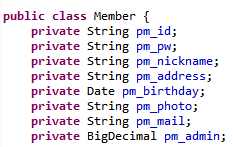 public class Member {
private String pm_id;
private String pm_pw;
private String pm_nickname;
private String pm_address;
private Date pm_birthday;
private String pm_photo;
private String pm_mail;
private BigDecimal pm_admin;